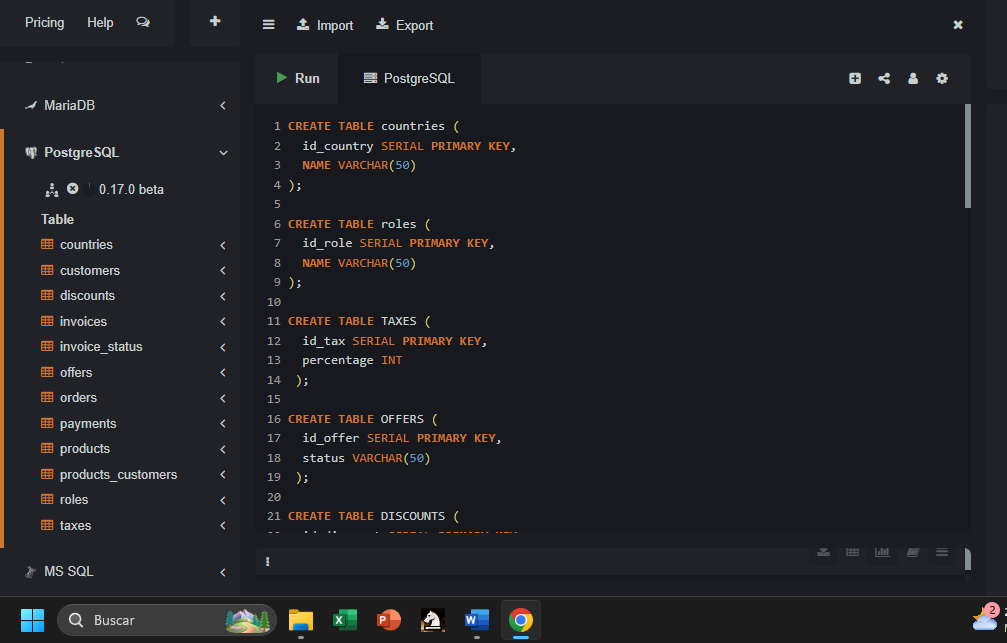 Pricing Help
Import Export
MariaDB
PostgreSQL
0.17.0 beta
Table
countries
customers
discounts
invoices
invoice_status
offers
orders
payments
products
products_customers
roles
taxes
MS SQL
Run PostgreSQL
1 CREATE TABLE countries (
2 id_country SERIAL PRIMARY KEY,
3 NAME VARCHAR(50)
4 );
5
6 CREATE TABLE roles (
7 id_role SERIAL PRIMARY KEY,
8 NAME VARCHAR(50)
9 );
10
11 CREATE TABLE TAXES (
12 id_tax SERIAL PRIMARY KEY,
13 percentage INT
14 );
15
16 CREATE TABLE OFFERS (
17 id_offer SERIAL PRIMARY KEY,
18 status VARCHAR(50)
19 );
20
21 CREATE TABLE DISCOUNTS (
Buscar
2